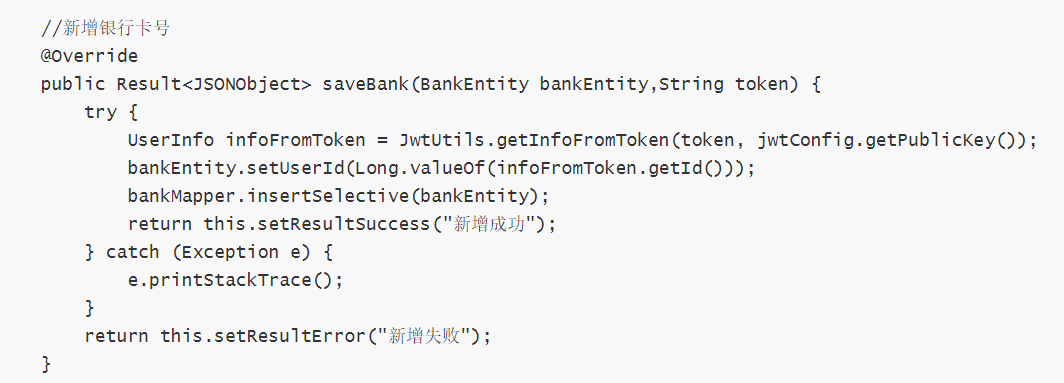 //新增银行卡号
@Override
public Result<JSONObject> saveBank(BankEntity bankEntity,String token) {
    try {
        UserInfo infoFromToken = JwtUtils.getInfoFromToken(token, jwtConfig.getPublicKey());
        bankEntity.setUserId(Long.valueOf(infoFromToken.getId()));
        bankMapper.insertSelective(bankEntity);
        return this.setResultSuccess("新增成功");
    } catch (Exception e) {
        e.printStackTrace();
    }
    return this.setResultError("新增失败");
}